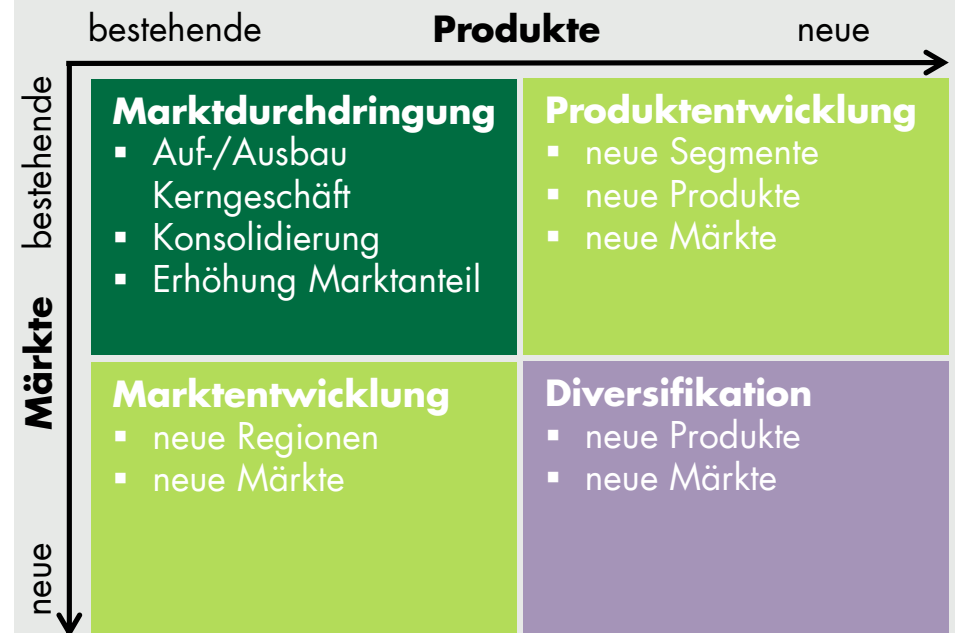 bestehende Produkte neue
bestehende
Märkte
neue
Marktdurchdringung
▪ Auf-/Ausbau
Kerngeschäft
▪ Konsolidierung
▪ Erhöhung Marktanteil
Produktentwicklung
▪ neue Segmente
▪ neue Produkte
▪ neue Märkte
Marktentwicklung
▪ neue Regionen
▪ neue Märkte
Diversifikation
▪ neue Produkte
▪ neue Märkte